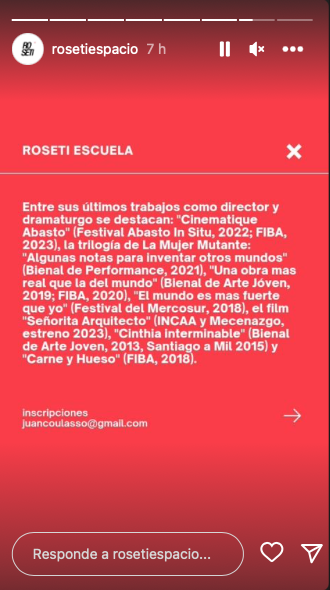 RO
SETI
rosetiespacio 7 h
ROSETI ESCUELA
Entre sus últimos trabajos como director y
dramaturgo se destacan: "Cinematique
Abasto" (Festival Abasto In Situ, 2022; FIBA,
2023), la trilogía de La Mujer Mutante:
"Algunas notas para inventar otros mundos"
(Bienal de Performance, 2021), "Una obra mas
real que la del mundo" (Bienal de Arte Jóven,
2019; FIBA, 2020), "El mundo es mas fuerte
que yo" (Festival del Mercosur, 2018), el film
"Señorita Arquitecto" (INCAA y Mecenazgo,
estreno 2023), "Cinthia interminable" (Bienal
de Arte Joven, 2013, Santiago a Mil 2015) y
"Carne y Hueso" (FIBA, 2018).
inscripciones
juancoulasso@gmail.com
Responde a rosetiespacio...